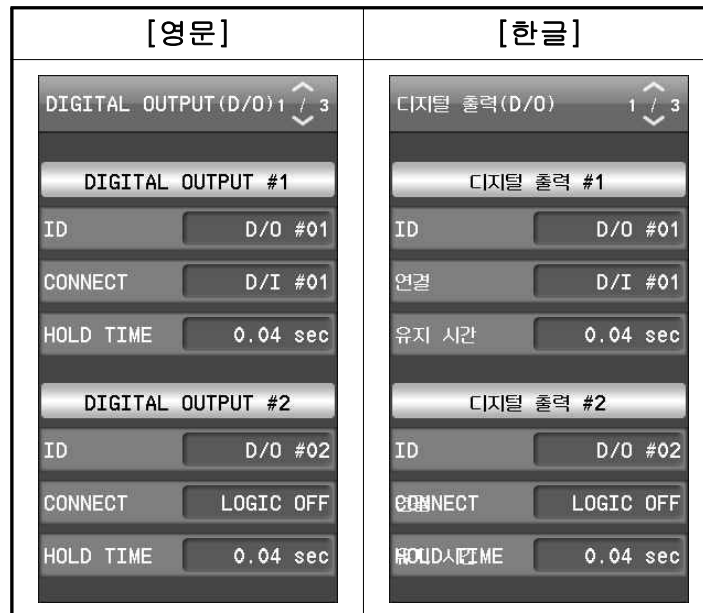 [영문]
[한글]
DIGITAL OUTPUT(D/O) 1 / 3
DIGITAL OUTPUT #1
ID D/O #01
CONNECT D/I #01
HOLD TIME 0.04 sec
DIGITAL OUTPUT #2
ID D/O #02
CONNECT LOGIC OFF
HOLD TIME 0.04 sec
디지털 출력(D/O) 1 / 3
디지털 출력 #1
ID D/O #01
연결 D/I #01
유지 시간 0.04 sec
디지털 출력 #2
ID D/O #02
CONNECT LOGIC OFF
HOLD TIME 0.04 sec